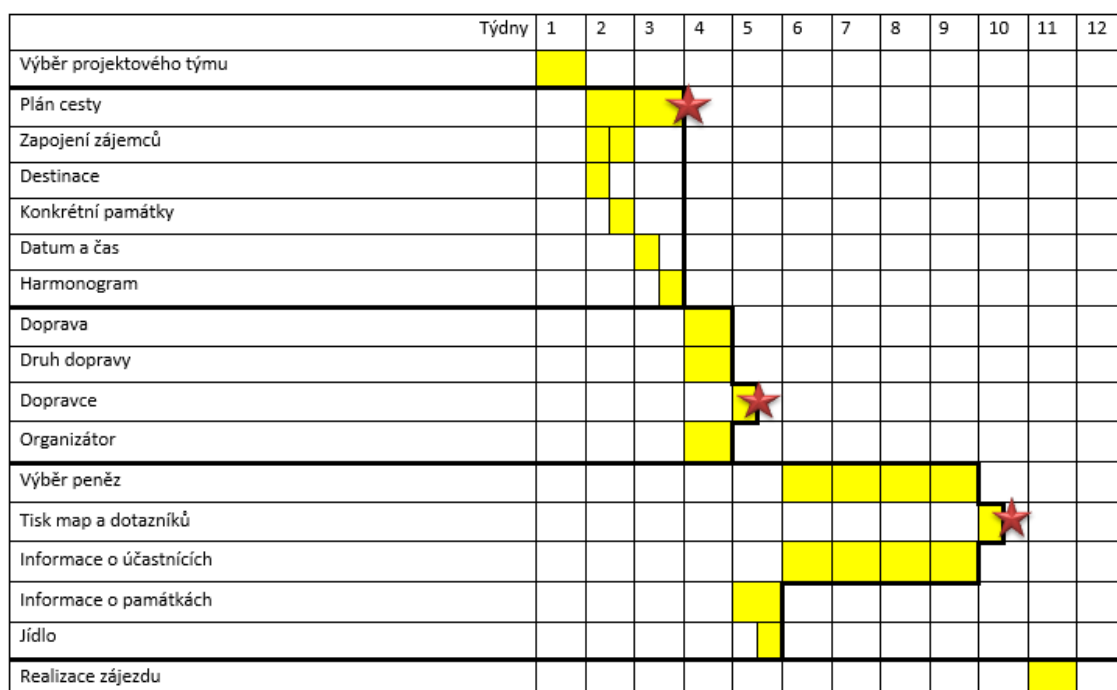 Týdny 1 2 3 4 5 6 7 8 9 10 11 12
Výběr projektového týmu
Plán cesty
Zapojení zájemců
Destinace
Konkrétní památky
Datum a čas
Harmonogram
Doprava
Druh dopravy
Dopravce
Organizátor
Výběr peněz
Tisk map a dotazníků
Informace o účastnících
Informace o památkách
Jídlo
Realizace zájezdu